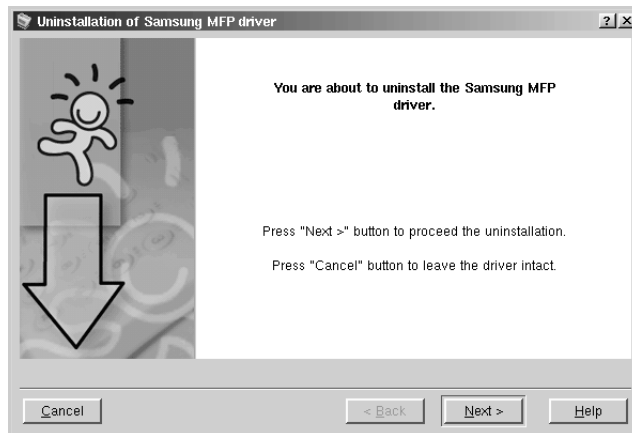 Uninstallation of Samsung MFP driver
You are about to uninstall the Samsung MFP
driver.
Press "Next >" button to proceed the uninstallation.
Press "Cancel" button to leave the driver intact.
Cancel
< Back
Next >
Help